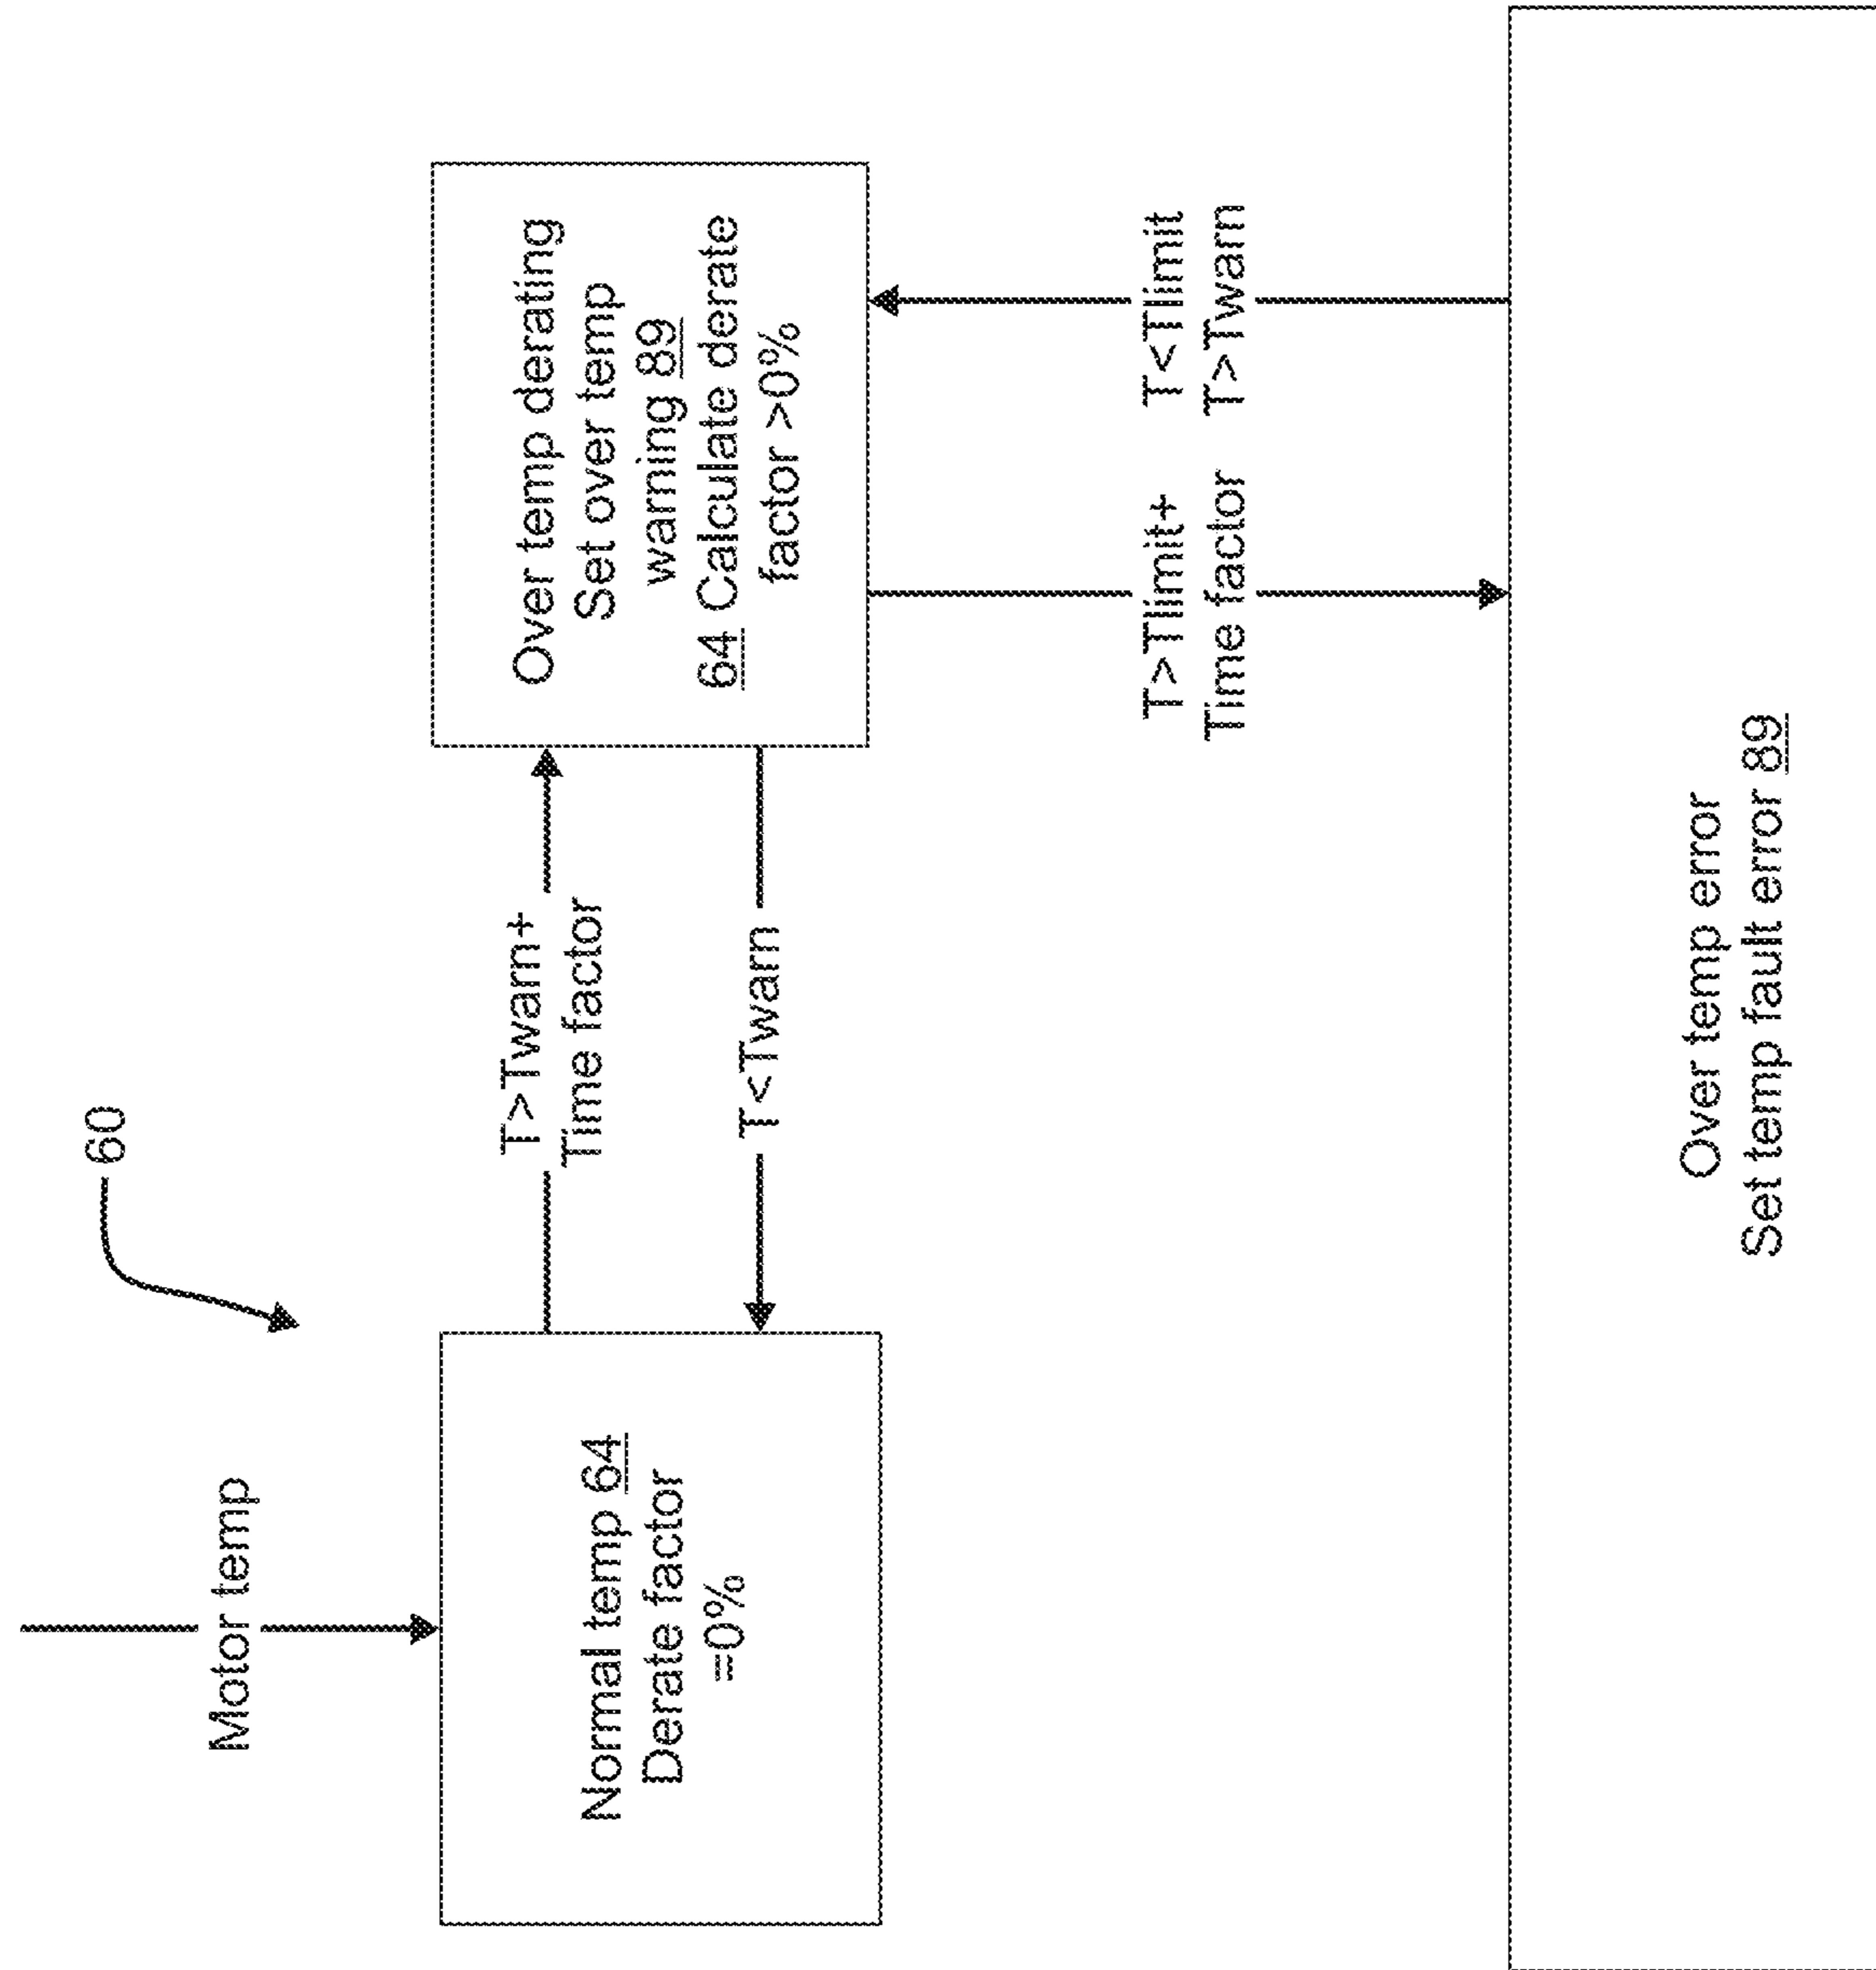 60
Motor temp
Normal temp 64
Derate factor
=0%
T>Twarn+
Time factor
T<Twarn
Over temp derating
Set over temp
warning 89
64 Calculate derate
factor >0%
T>Tlimit+
Time factor
T<Tlimit
T>Twarn
Over temp error
Set temp fault error 89